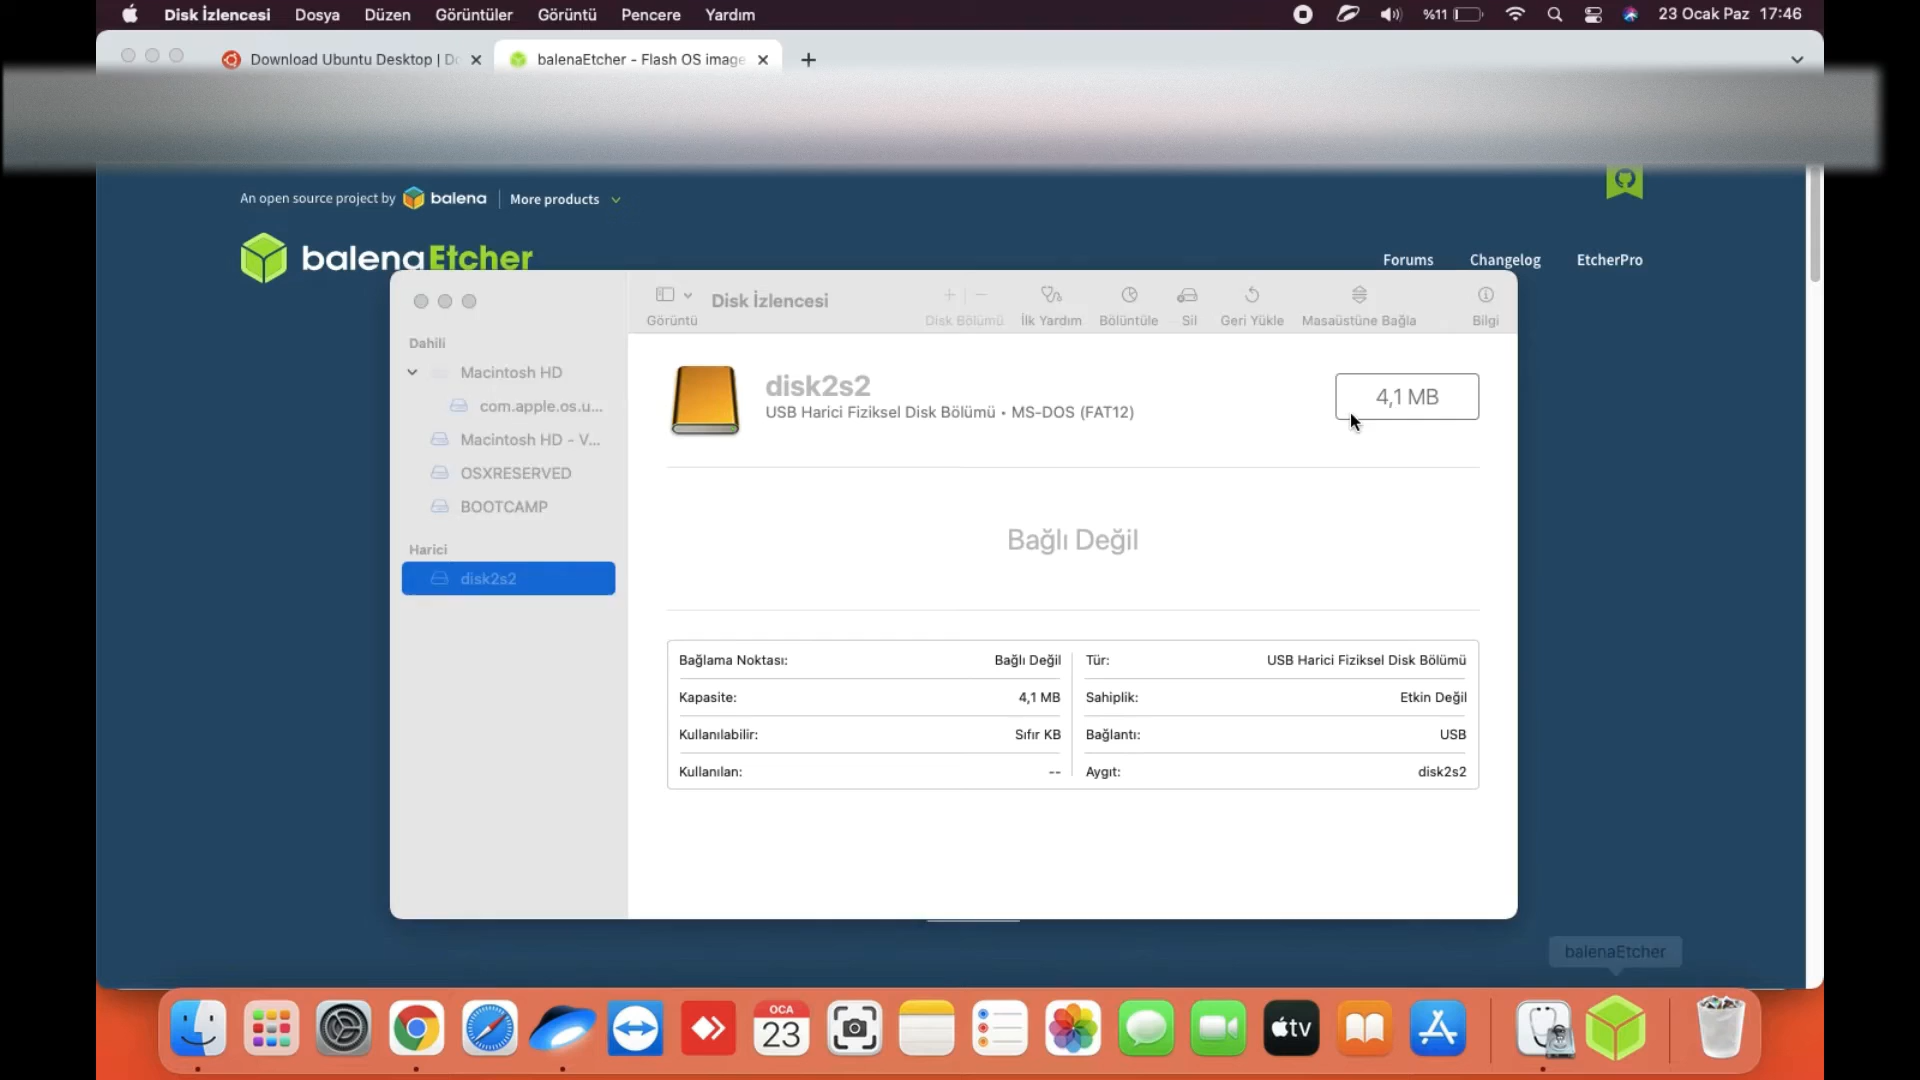 Disk İzlencesi Dosya Düzen Görüntüler Görüntü Pencere Yardım %11 23 Ocak Paz 17:46
Download Ubuntu Desktop | Do balenaEtcher - Flash OS image
An open source project by balena More products
balenaEtcher
Forums Changelog EtcherPro
Disk İzlencesi
Görüntü Disk Bölümü İlk Yardım Bölüntüle Sil Geri Yükle Masaüstüne Bağla Bilgi
Dahili
Macintosh HD
com.apple.os.u...
Macintosh HD - V...
OSXRESERVED
BOOTCAMP
Harici
disk2s2
disk2s2
USB Harici Fiziksel Disk Bölümü • MS-DOS (FAT12)
4,1 MB
Bağlı Değil
Bağlama Noktası: Bağlı Değil
Kapasite: 4,1 MB
Kullanılabilir: Sıfır KB
Kullanılan: --
Tür: USB Harici Fiziksel Disk Bölümü
Sahiplik: Etkin Değil
Bağlantı: USB
Aygıt: disk2s2
balenaEtcher
OCA
23
tv